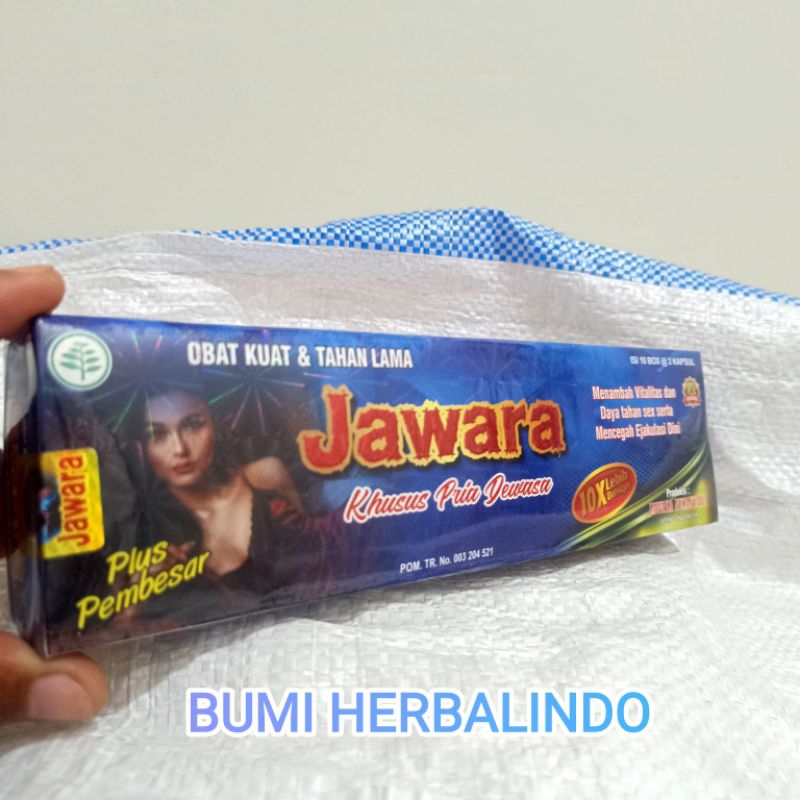 OBAT KUAT & TAHAN LAMA
ISI 10 BOX @ 2 KAPSUL
Jawara
Khusus Pria Dewasa
Menambah Vitalitas dan
Daya tahan sex serta
Mencegah Ejakulasi Dini
10X Lebih
Jawara
Plus
Pembesar
POM. TR. No. 003 204 521
BUMI HERBALINDO